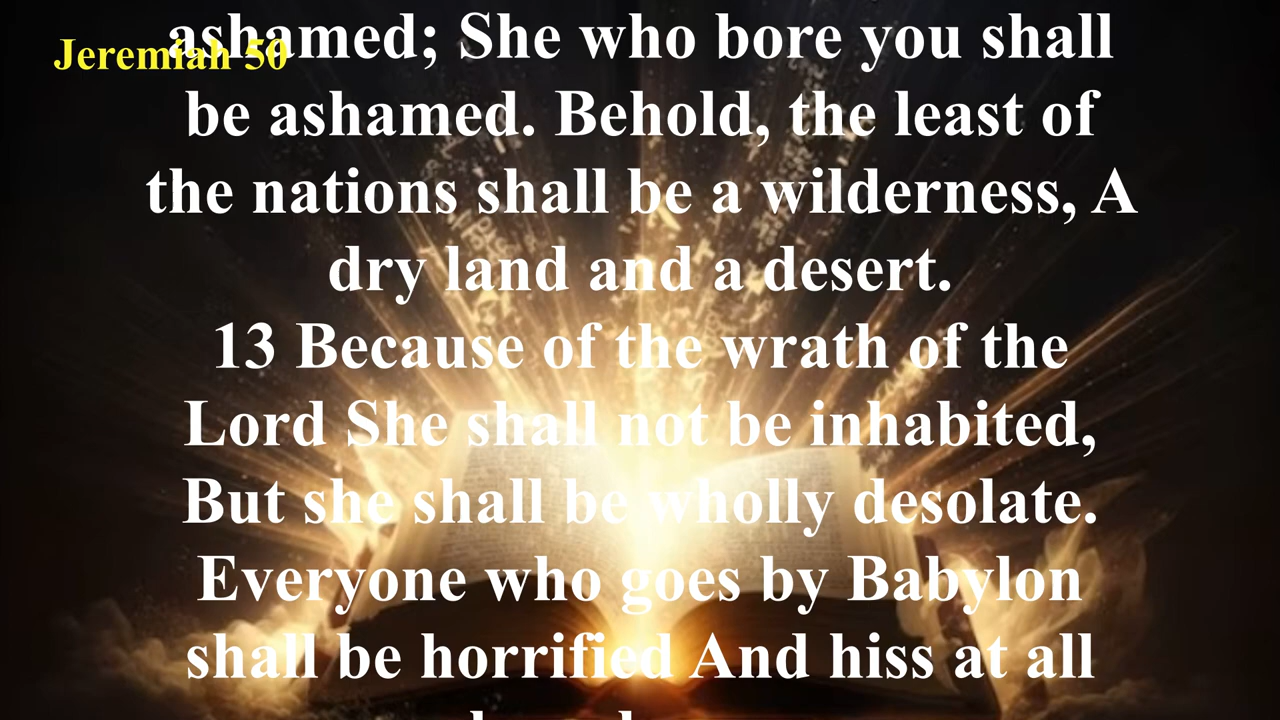 Jeremiah 50
ashamed; She who bore you shall
be ashamed. Behold, the least of
the nations shall be a wilderness, A
dry land and a desert.
13 Because of the wrath of the
Lord She shall not be inhabited,
But she shall be wholly desolate.
Everyone who goes by Babylon
shall be horrified And hiss at all